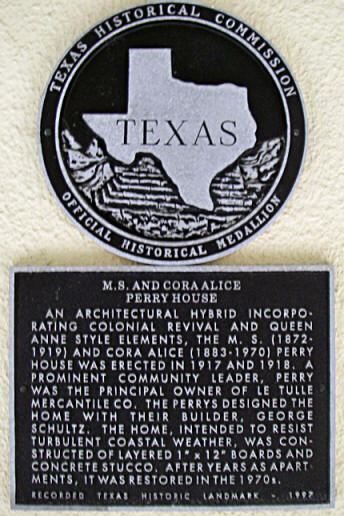 TEXAS HISTORICAL COMMISSION
TEXAS
OFFICIAL HISTORICAL MEDALLION
M.S. AND CORA ALICE
PERRY HOUSE
AN ARCHITECTURAL HYBRID INCORPO-
RATING COLONIAL REVIVAL AND QUEEN
ANNE STYLE ELEMENTS, THE M. S. (1872-
1919) AND CORA ALICE (1883-1970) PERRY
HOUSE WAS ERECTED IN 1917 AND 1918. A
PROMINENT COMMUNITY LEADER, PERRY
WAS THE PRINCIPAL OWNER OF LE TULLE
MERCANTILE CO. THE PERRYS DESIGNED THE
HOME WITH THEIR BUILDER, GEORGE
SCHULTZ. THE HOME, INTENDED TO RESIST
TURBULENT COASTAL WEATHER, WAS CON-
STRUCTED OF LAYERED 1" x 12" BOARDS AND
CONCRETE STUCCO. AFTER YEARS AS APART-
MENTS, IT WAS RESTORED IN THE 1970s.
RECORDED TEXAS HISTORIC LANDMARK - 1997